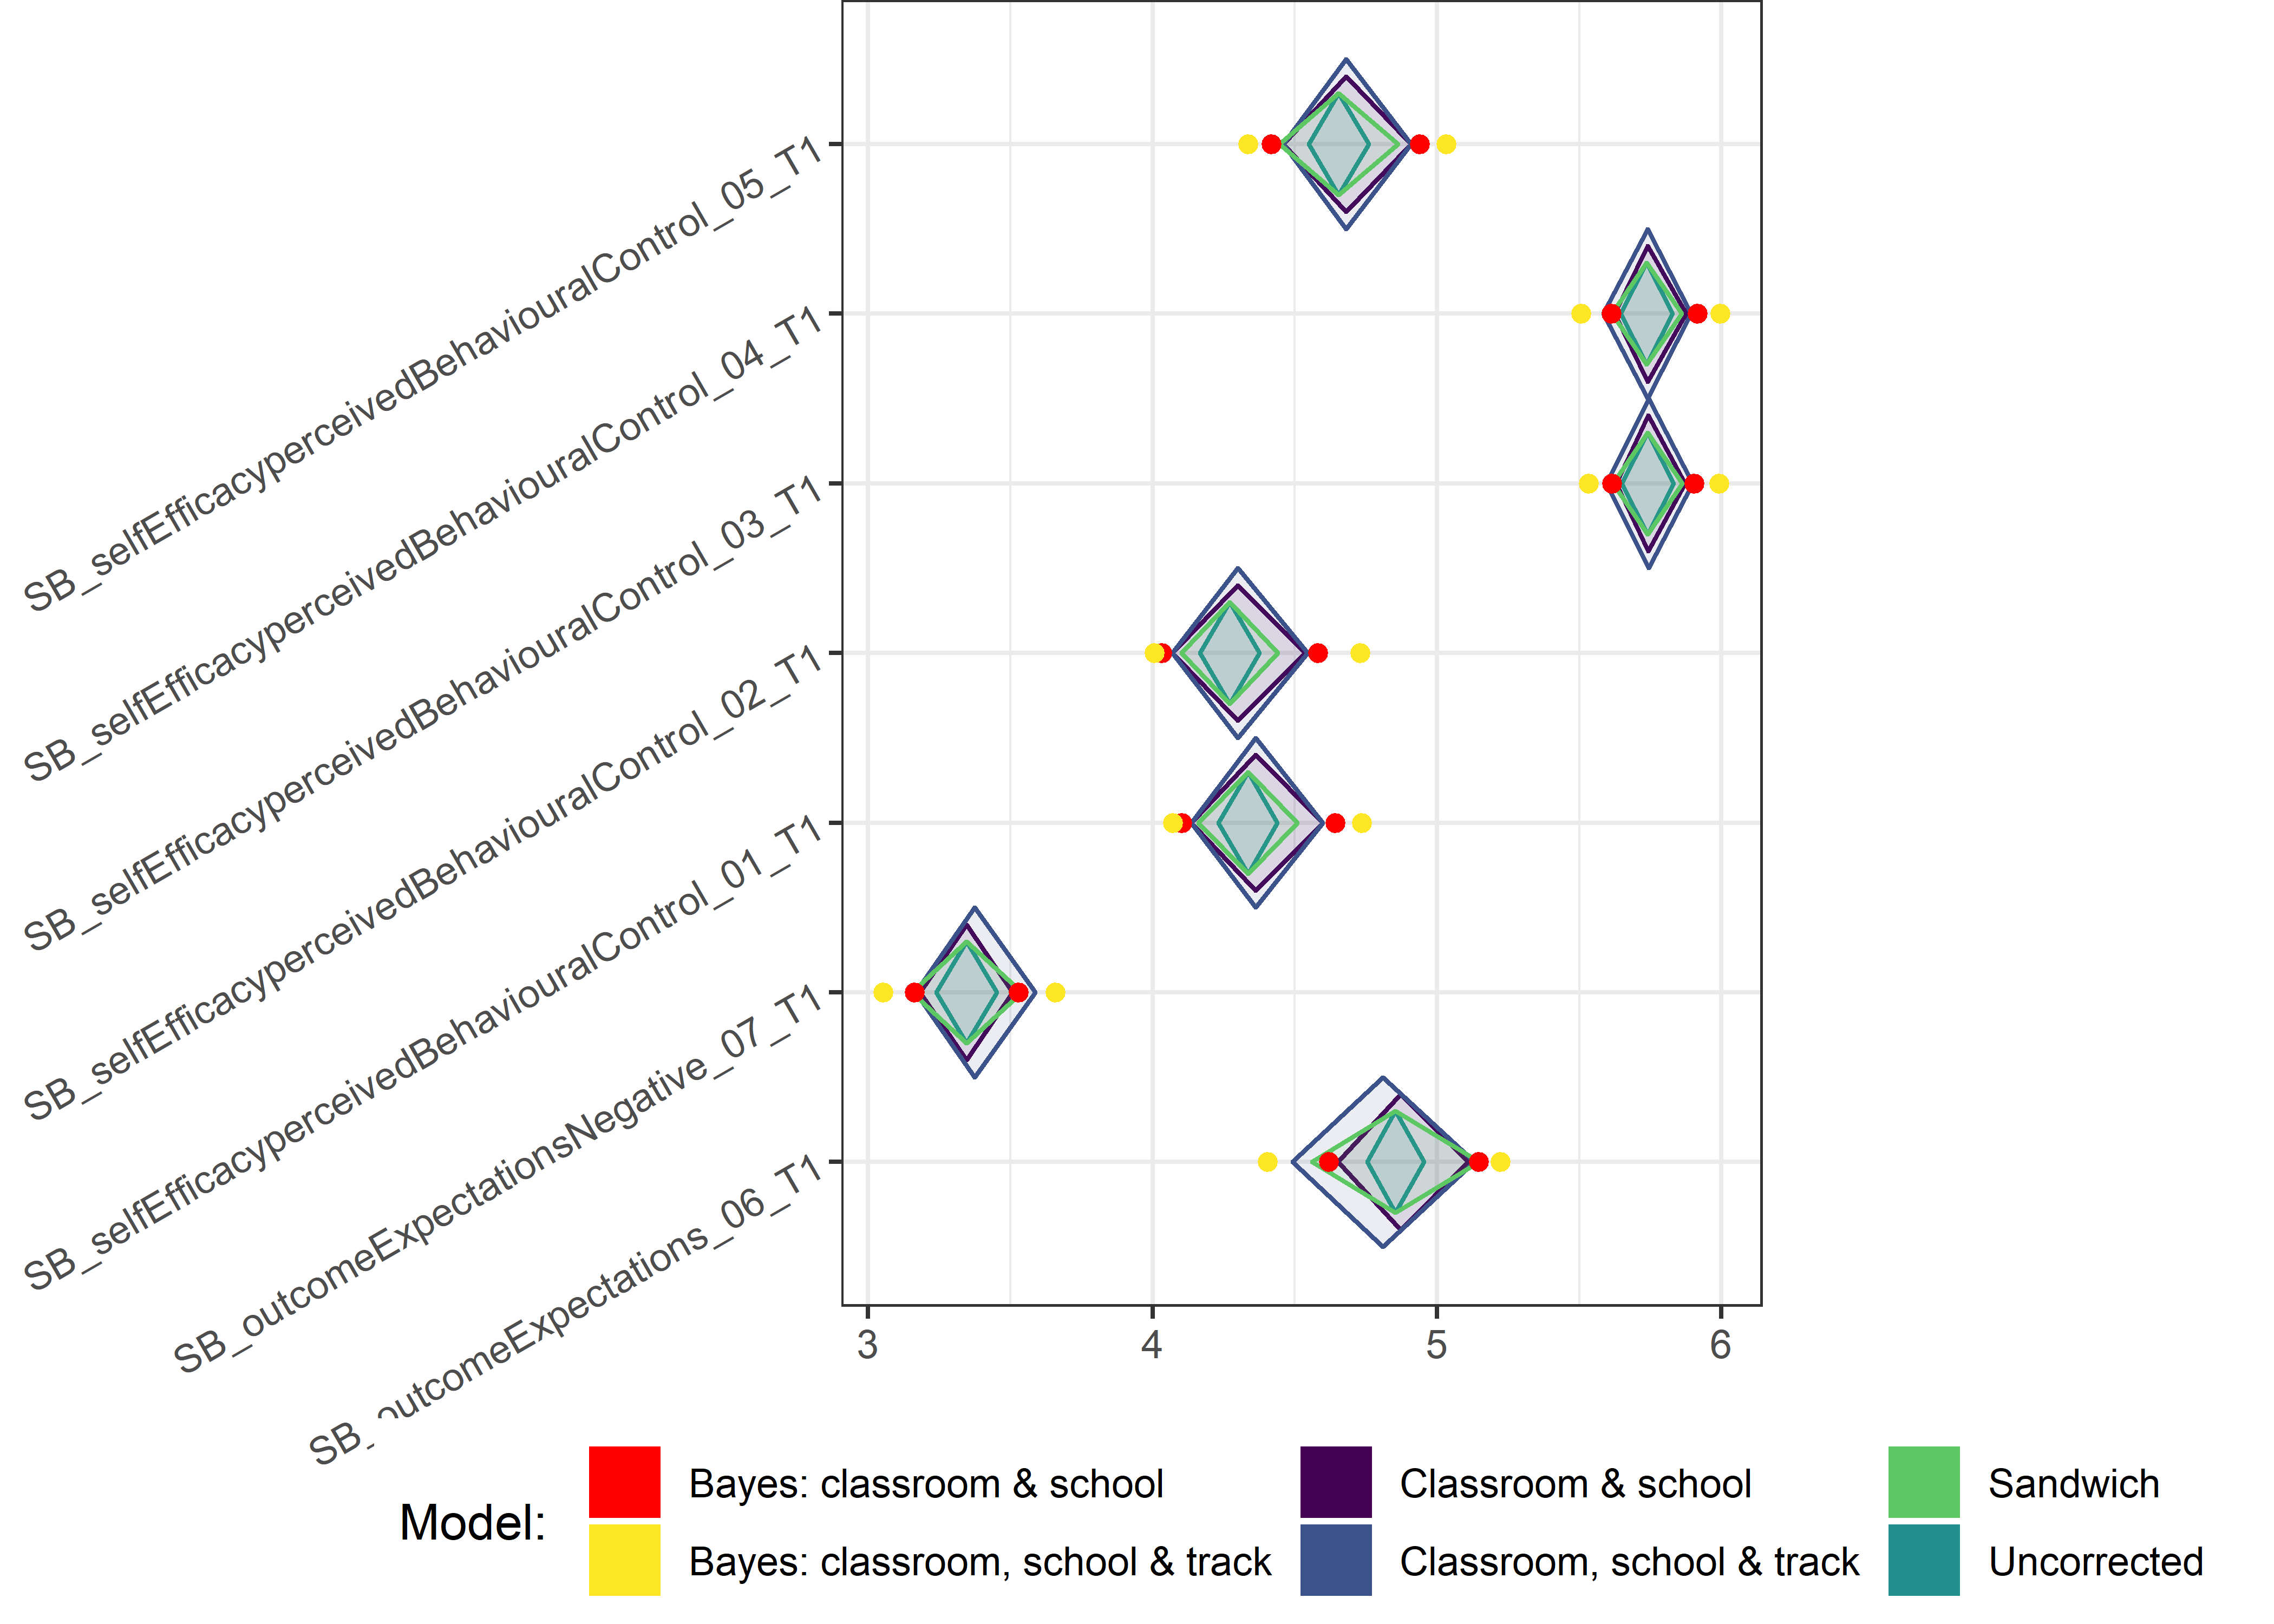 SB_selfEfficacyperceivedBehaviouralControl_05_T1
SB_selfEfficacyperceivedBehaviouralControl_04_T1
SB_selfEfficacyperceivedBehaviouralControl_03_T1
SB_selfEfficacyperceivedBehaviouralControl_02_T1
SB_selfEfficacyperceivedBehaviouralControl_01_T1
SB_outcomeExpectationsNegative_07_T1
SB_outcomeExpectations_06_T1
3 4 5 6
Model:
Bayes: classroom & school
Bayes: classroom, school & track
Classroom & school
Classroom, school & track
Sandwich
Uncorrected